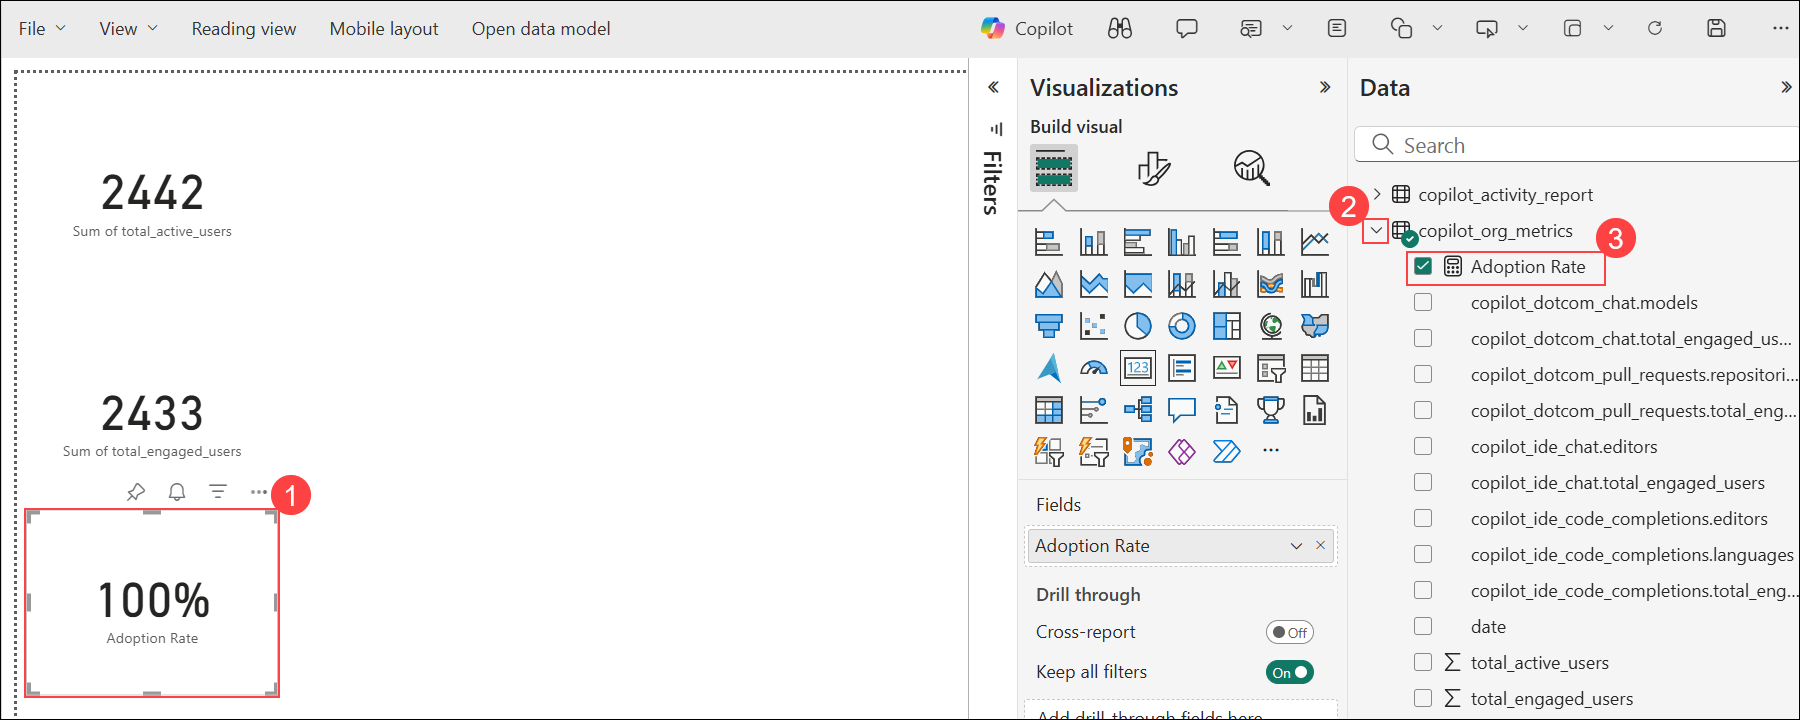 File View Reading view Mobile layout Open data model Copilot
2442
Sum of total_active_users
2433
Sum of total_engaged_users
1
100%
Adoption Rate
Filters
Visualizations
Build visual
123
Fields
Adoption Rate
Drill through
Cross-report Off
Keep all filters On
Add drill-through fields here
Data
Search
copilot_activity_report
2
copilot_org_metrics
3
Adoption Rate
copilot_dotcom_chat.models
copilot_dotcom_chat.total_engaged_us...
copilot_dotcom_pull_requests.repositori...
copilot_dotcom_pull_requests.total_eng...
copilot_ide_chat.editors
copilot_ide_chat.total_engaged_users
copilot_ide_code_completions.editors
copilot_ide_code_completions.languages
copilot_ide_code_completions.total_eng...
date
total_active_users
total_engaged_users